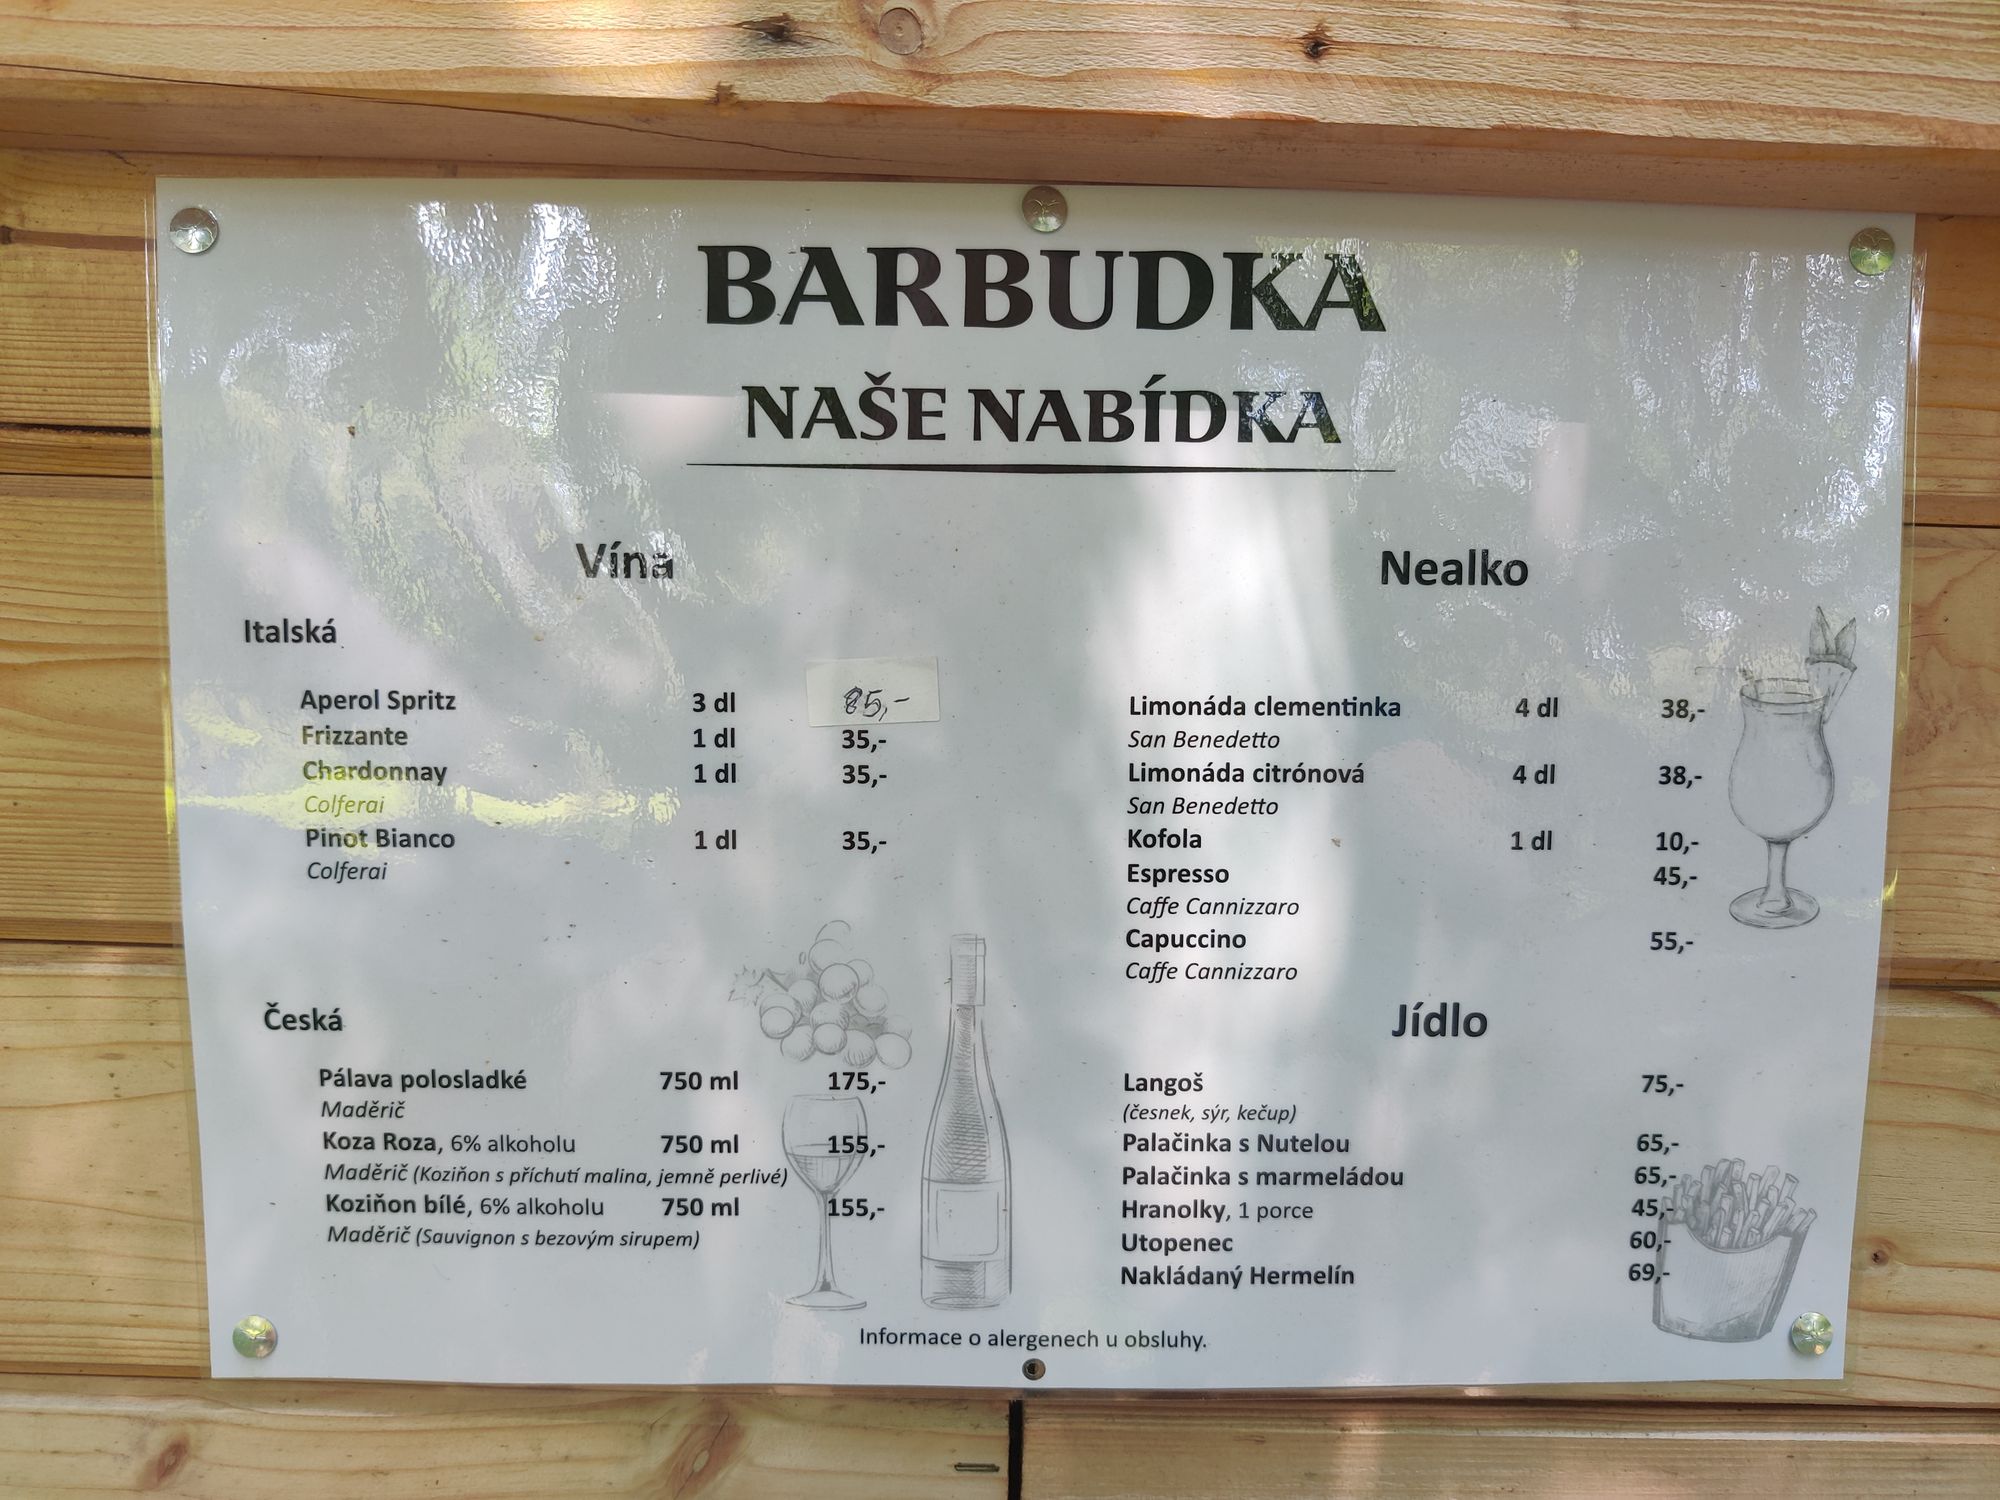 BARBUDKA
NAŠE NABÍDKA
Vína
Italská
Aperol Spritz 3 dl 85,-
Frizzante 1 dl 35,-
Chardonnay 1 dl 35,-
Colferai
Pinot Bianco 1 dl 35,-
Colferai
Česká
Pálava polosladké 750 ml 175,-
Maděrič
Koza Roza, 6% alkoholu 750 ml 155,-
Maděrič (Koziňon s příchutí malina, jemně perlivé)
Koziňon bílé, 6% alkoholu 750 ml 155,-
Maděrič (Sauvignon s bezovým sirupem)
Nealko
Limonáda clementinka 4 dl 38,-
San Benedetto
Limonáda citrónová 4 dl 38,-
San Benedetto
Kofola 1 dl 10,-
Espresso 45,-
Caffe Cannizzaro
Capuccino 55,-
Caffe Cannizzaro
Jídlo
Langoš 75,-
(česnek, sýr, kečup)
Palačinka s Nutelou 65,-
Palačinka s marmeládou 65,-
Hranolky, 1 porce 45,-
Utopenec 60,-
Nakládaný Hermelín 69,-
Informace o alergenech u obsluhy.